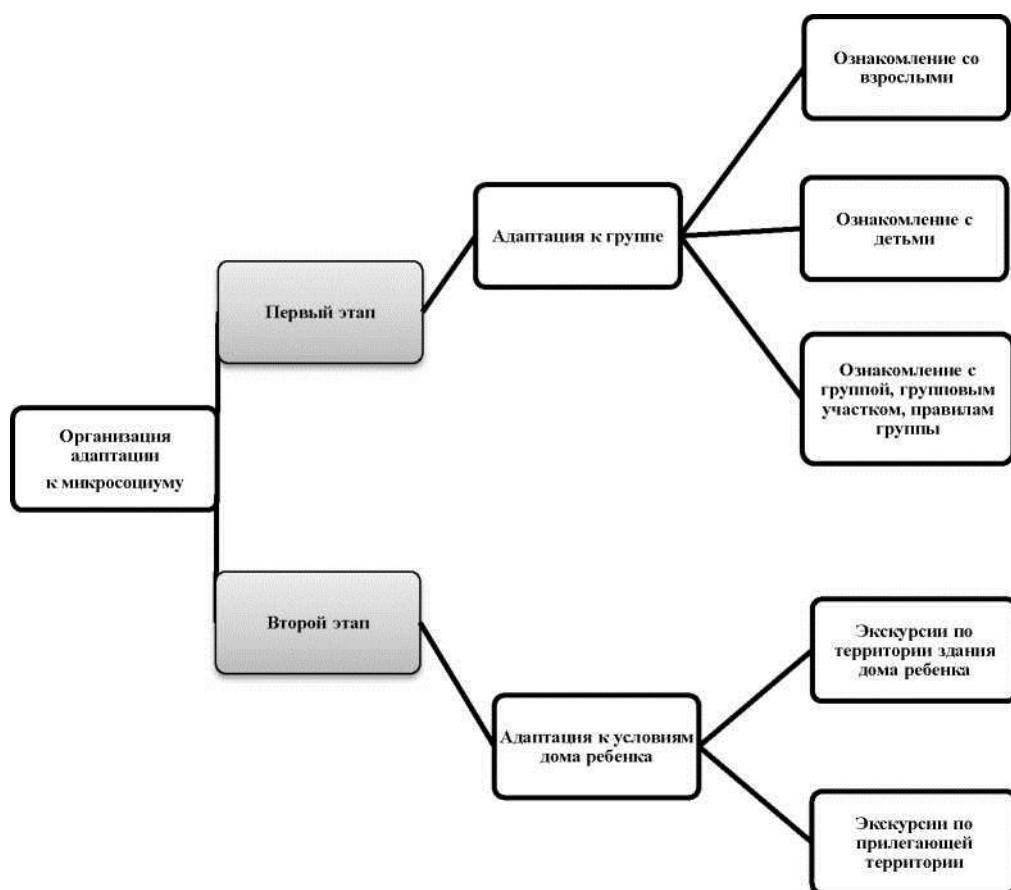 Ознакомление со
взрослыми
Адаптация к группе
Ознакомление с
детьми
Первый этап
Ознакомление с
группой, групповым
участком, правилам
группы
Организация
адаптации
к микросоциуму
Второй этап
Экскурсии по
территории здания
дома ребенка
Адаптация к условиям
дома ребенка
Экскурсии по
прилегающей
территории